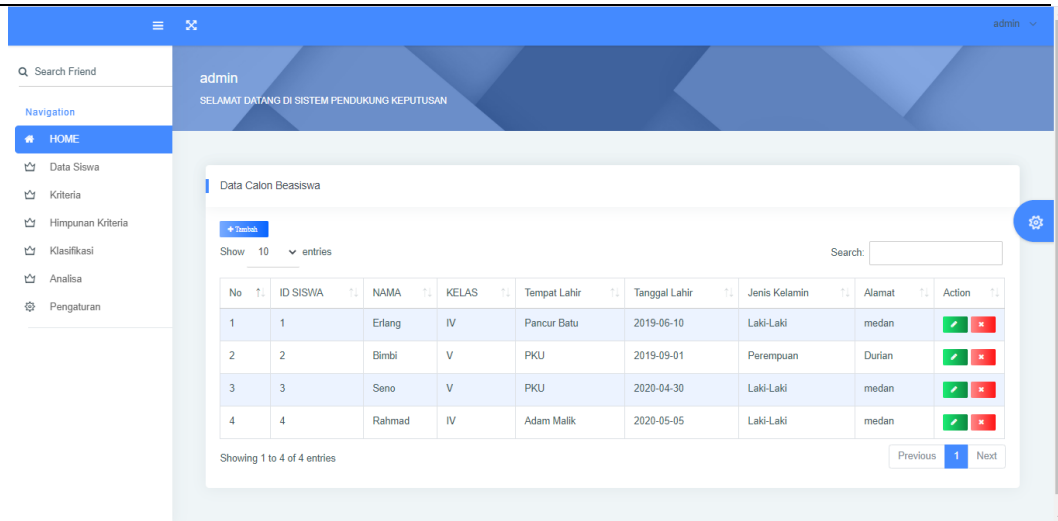 admin
Search Friend
Navigation
HOME
Data Siswa
Kriteria
Himpunan Kriteria
Klasifikasi
Analisa
Pengaturan
admin
SELAMAT DATANG DI SISTEM PENDUKUNG KEPUTUSAN
Data Calon Beasiswa
+ Tambah
Show 10 entries
Search:
No ID SISWA NAMA KELAS Tempat Lahir Tanggal Lahir Jenis Kelamin Alamat Action
1 1 Erlang IV Pancur Batu 2019-06-10 Laki-Laki medan
2 2 Bimbi V PKU 2019-09-01 Perempuan Durian
3 3 Seno V PKU 2020-04-30 Laki-Laki medan
4 4 Rahmad IV Adam Malik 2020-05-05 Laki-Laki medan
Showing 1 to 4 of 4 entries
Previous 1 Next